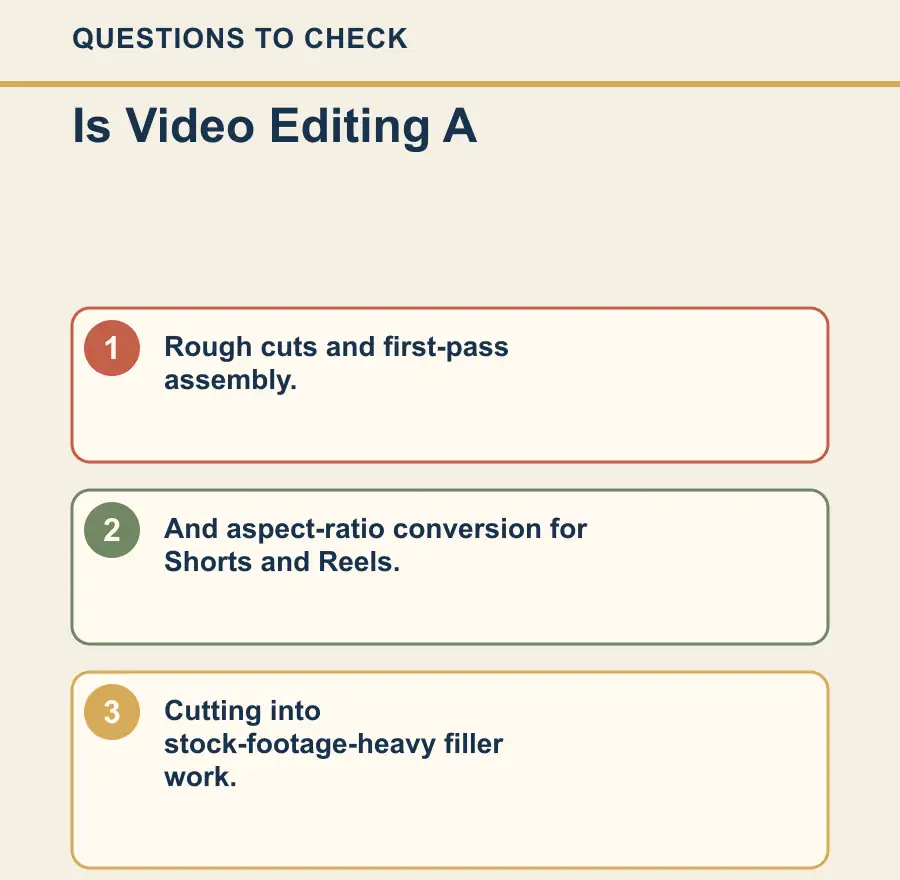 QUESTIONS TO CHECK
Is Video Editing A
1
Rough cuts and first-pass
assembly.
2
And aspect-ratio conversion for
Shorts and Reels.
3
Cutting into
stock-footage-heavy filler
work.